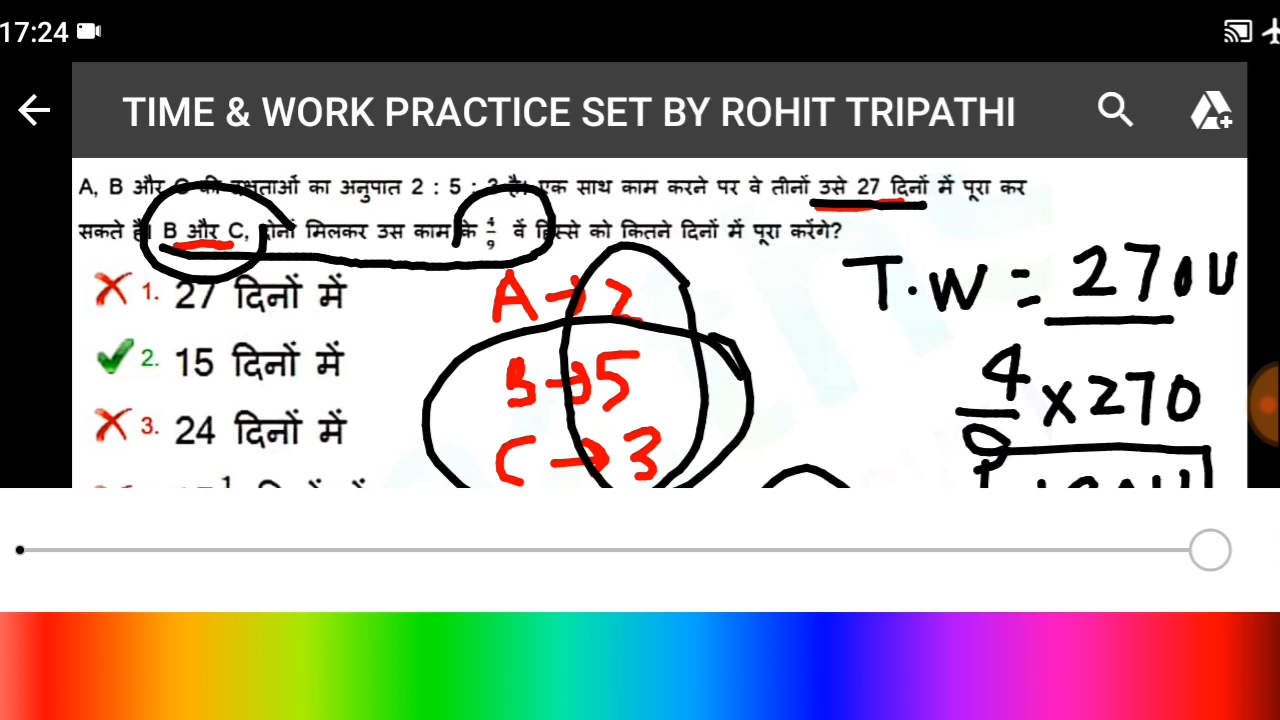 17:24
TIME & WORK PRACTICE SET BY ROHIT TRIPATHI
A, B और C की दक्षताओं का अनुपात 2 : 5 : 3 है। एक साथ काम करने पर वे तीनों उसे 27 दिनों में पूरा कर
सकते हैं। B और C, दोनों मिलकर उस काम के 4/9 वें हिस्से को कितने दिनों में पूरा करेंगे?
1. 27 दिनों में
2. 15 दिनों में
3. 24 दिनों में
A → 2
B → 5
C → 3
T.W = 270U
4/9 × 270